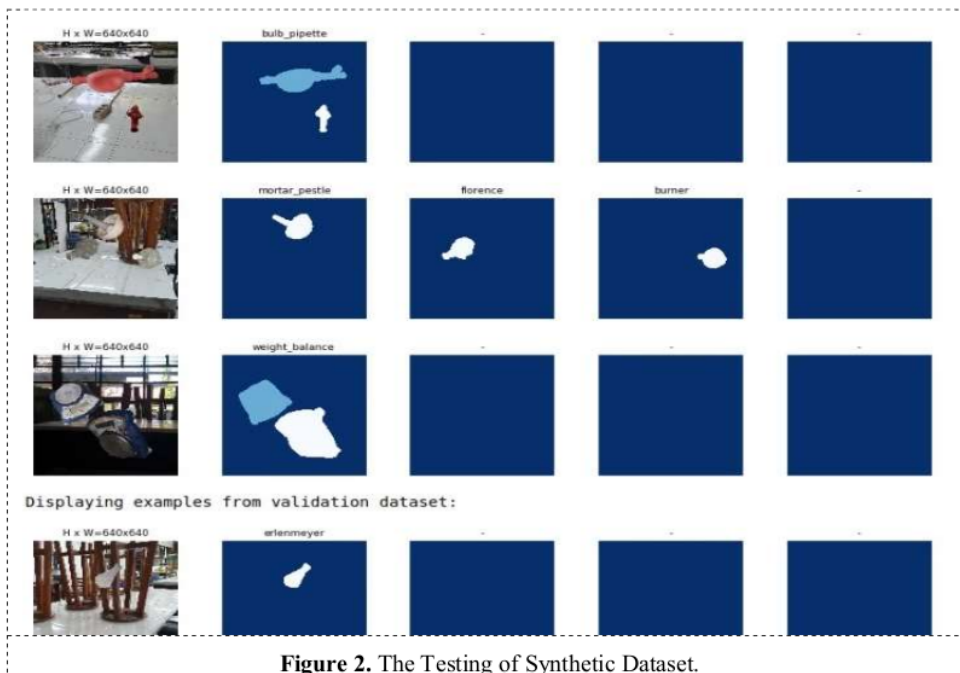 H x W=640x640 bulb_pipette - - -
H x W=640x640 mortar_pestle florence burner -
H x W=640x640 weight_balance - - -
Displaying examples from validation dataset:
H x W=640x640 erlenmeyer - - -
Figure 2. The Testing of Synthetic Dataset.